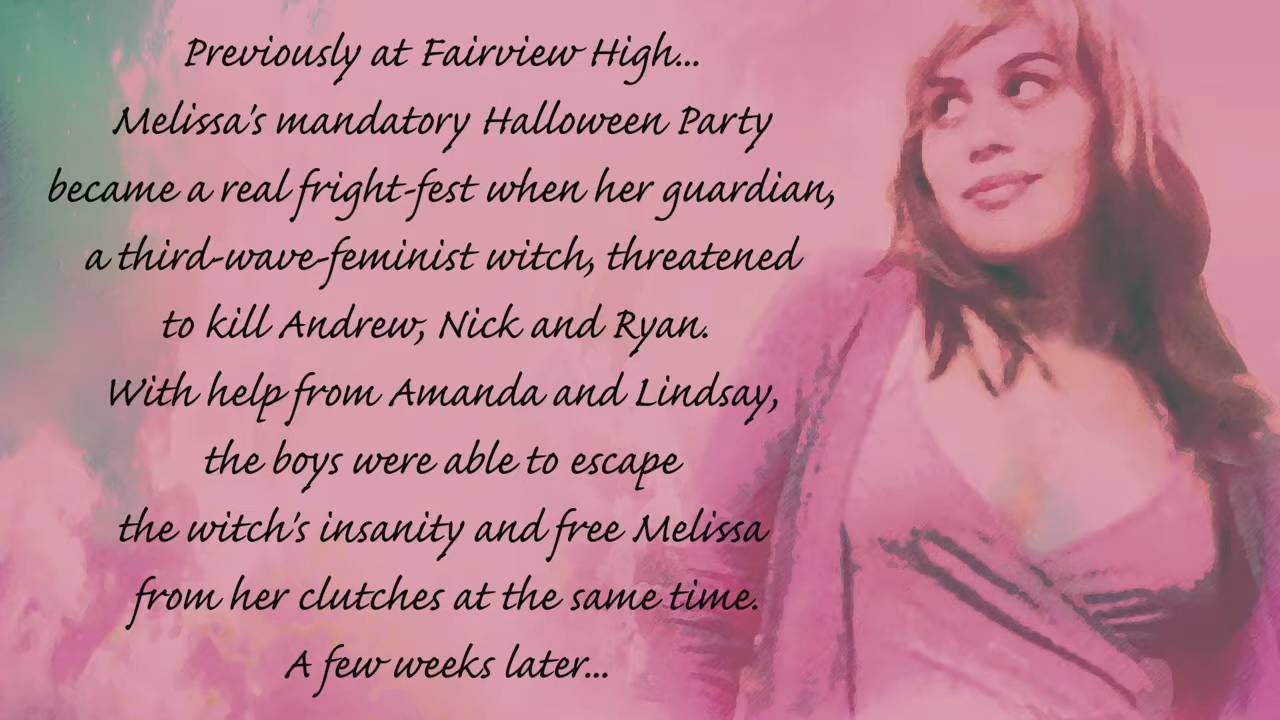 Previously at Fairview High...
Melissa's mandatory Halloween Party
became a real fright-fest when her guardian,
a third-wave-feminist witch, threatened
to kill Andrew, Nick and Ryan.
With help from Amanda and Lindsay,
the boys were able to escape
the witch's insanity and free Melissa
from her clutches at the same time.
A few weeks later...